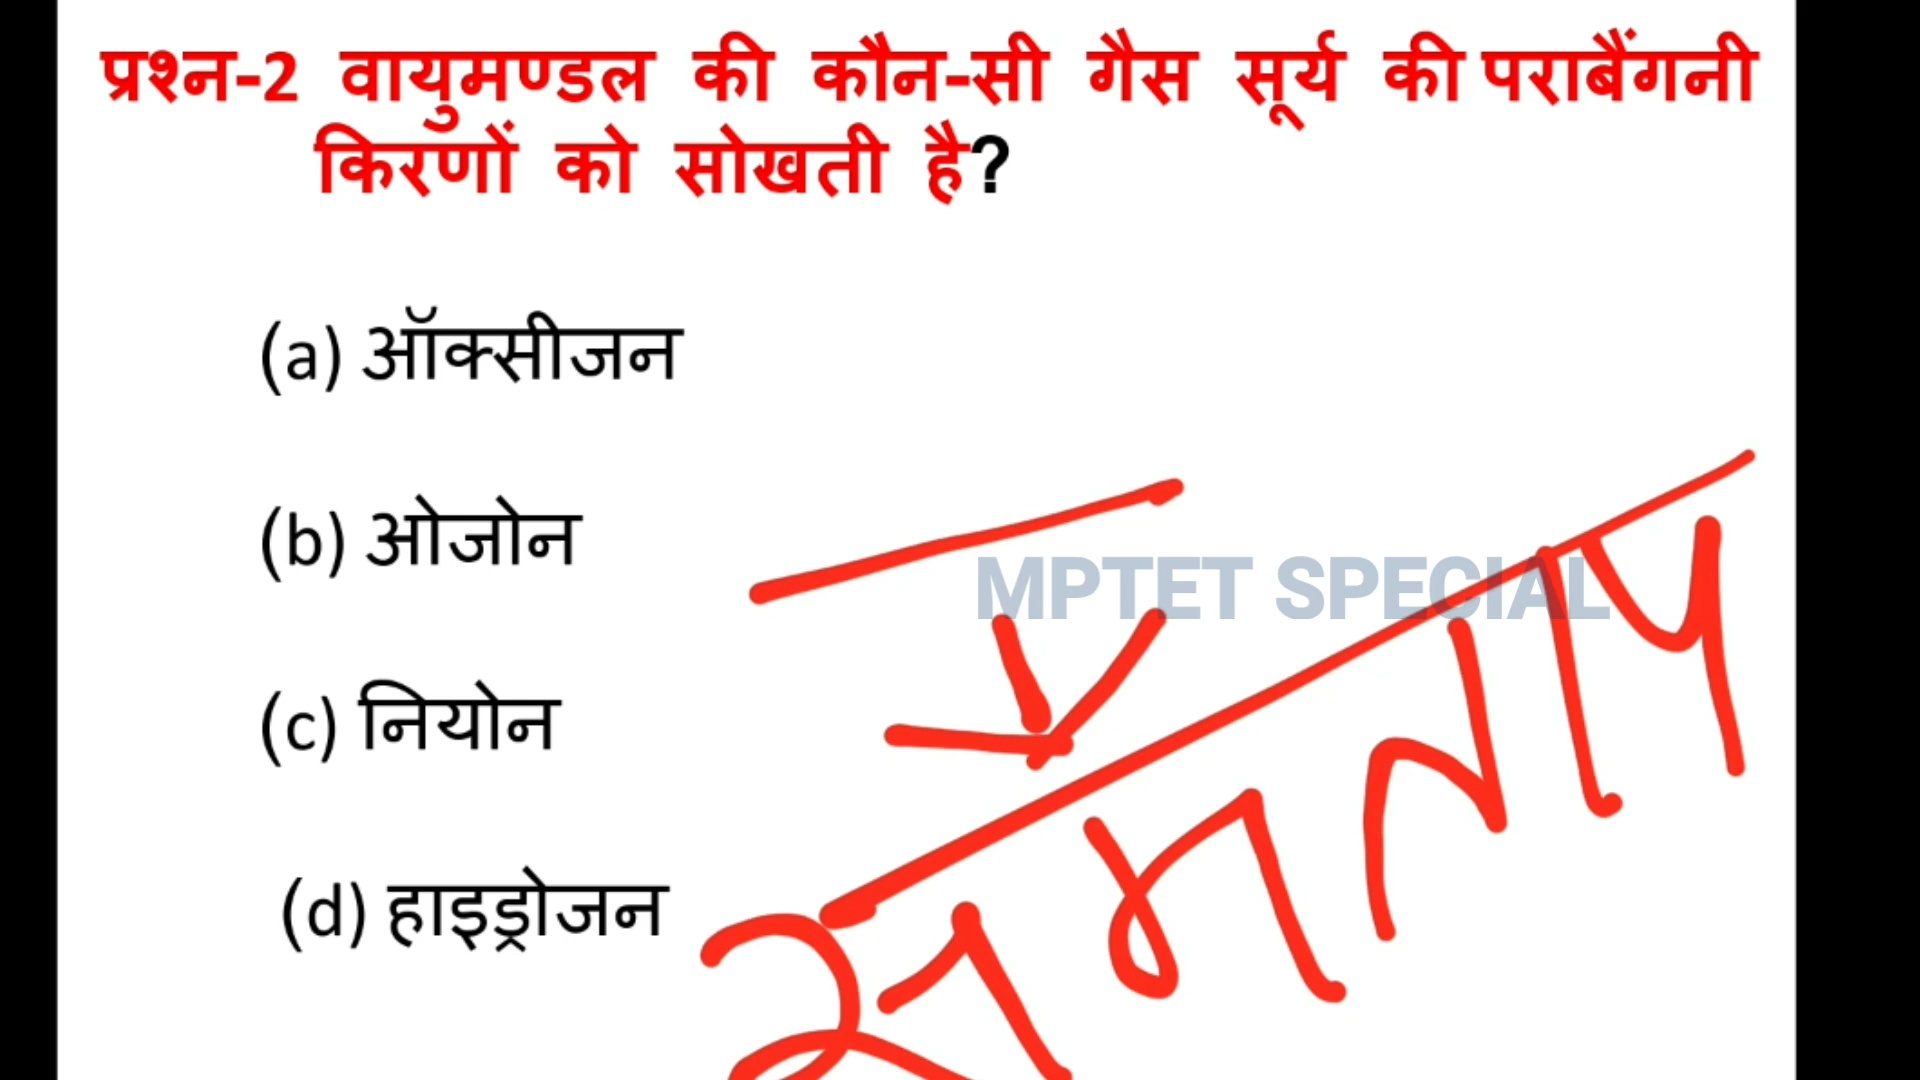 प्रश्न-2 वायुमण्डल की कौन-सी गैस सूर्य की पराबैंगनी
किरणों को सोखती है?
(a) ऑक्सीजन
(b) ओजोन
MPTET SPECIAL
(c) नियोन
(d) हाइड्रोजन